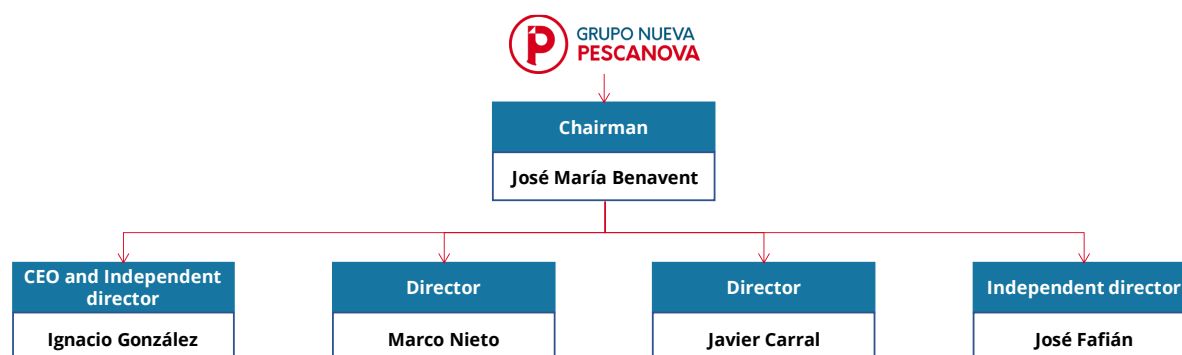 GRUPO NUEVA
PESCANOVA
Chairman
José María Benavent
CEO and Independent
director
Ignacio González
Director
Marco Nieto
Director
Javier Carral
Independent director
José Fafián